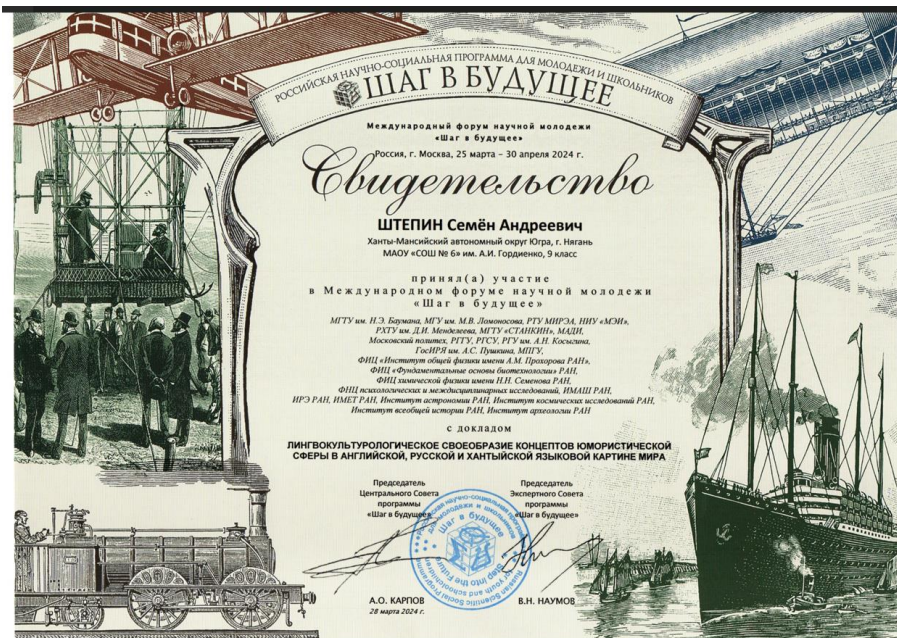 РОССИЙСКАЯ НАУЧНО-СОЦИАЛЬНАЯ ПРОГРАММА ДЛЯ МОЛОДЕЖИ И ШКОЛЬНИКОВ
ШАГ В БУДУЩЕЕ
Международный форум научной молодежи
«Шаг в будущее»
Россия, г. Москва, 25 марта – 30 апреля 2024 г.
Свидетельство
ШТЕПИН Семён Андреевич
Ханты-Мансийский автономный округ Югра, г. Нягань
МАОУ «СОШ № 6» им. А.И. Гордиенко, 9 класс
принял(а) участие
в Международном форуме научной молодежи
«Шаг в будущее»
МГТУ им. Н.Э. Баумана, МГУ им. М.В. Ломоносова, РТУ МИРЭА, НИУ «МЭИ»,
РХТУ им. Д.И. Менделеева, МГТУ «СТАНКИН», МАДИ,
Московский политех, РГГУ, РГСУ, РГУ им. А.Н. Косыгина,
ГосИРЯ им. А.С. Пушкина, МПГУ,
ФИЦ «Институт общей физики имени А.М. Прохорова РАН»,
ФИЦ «Фундаментальные основы биотехнологии» РАН,
ФИЦ химической физики имени Н.Н. Семенова РАН,
ФНЦ психологических и междисциплинарных исследований, ИМАШ РАН,
ИРЭ РАН, ИМЕТ РАН, Институт астрономии РАН, Институт космических исследований РАН,
Институт всеобщей истории РАН, Институт археологии РАН
с докладом
ЛИНГВОКУЛЬТУРОЛОГИЧЕСКОЕ СВОЕОБРАЗИЕ КОНЦЕПТОВ ЮМОРИСТИЧЕСКОЙ
СФЕРЫ В АНГЛИЙСКОЙ, РУССКОЙ И ХАНТЫЙСКОЙ ЯЗЫКОВОЙ КАРТИНЕ МИРА
Председатель
Центрального Совета
программы
«Шаг в будущее»
Председатель
Экспертного Совета
программы
«Шаг в будущее»
Шаг в будущее
Step into the Future
А.О. КАРПОВ
28 марта 2024 г.
В.Н. НАУМОВ